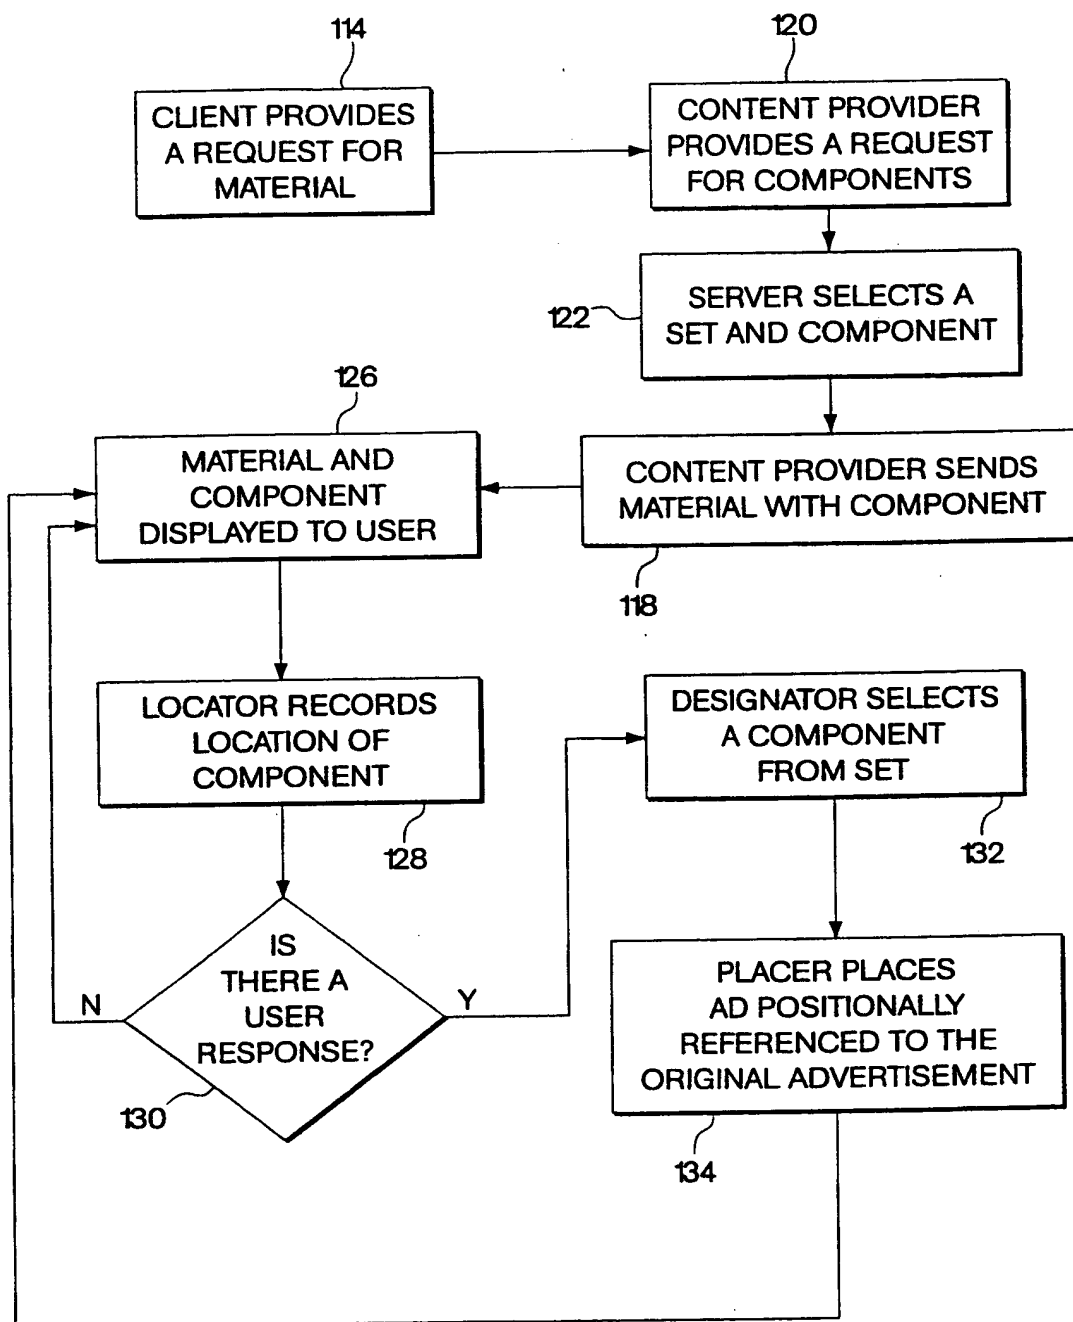 114
CLIENT PROVIDES
A REQUEST FOR
MATERIAL
120
CONTENT PROVIDER
PROVIDES A REQUEST
FOR COMPONENTS
122
SERVER SELECTS A
SET AND COMPONENT
118
CONTENT PROVIDER SENDS
MATERIAL WITH COMPONENT
126
MATERIAL AND
COMPONENT
DISPLAYED TO USER
LOCATOR RECORDS
LOCATION OF
COMPONENT
128
IS
THERE A
USER
RESPONSE?
N
Y
130
DESIGNATOR SELECTS
A COMPONENT
FROM SET
132
PLACER PLACES
AD POSITIONALLY
REFERENCED TO THE
ORIGINAL ADVERTISEMENT
134